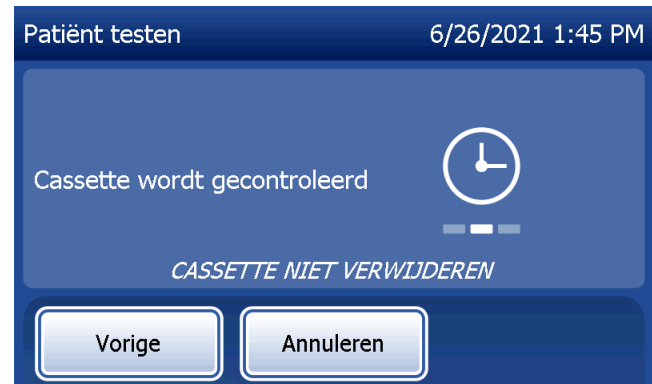 Patiënt testen 6/26/2021 1:45 PM
Cassette wordt gecontroleerd
CASSETTE NIET VERWIJDEREN
Vorige Annuleren